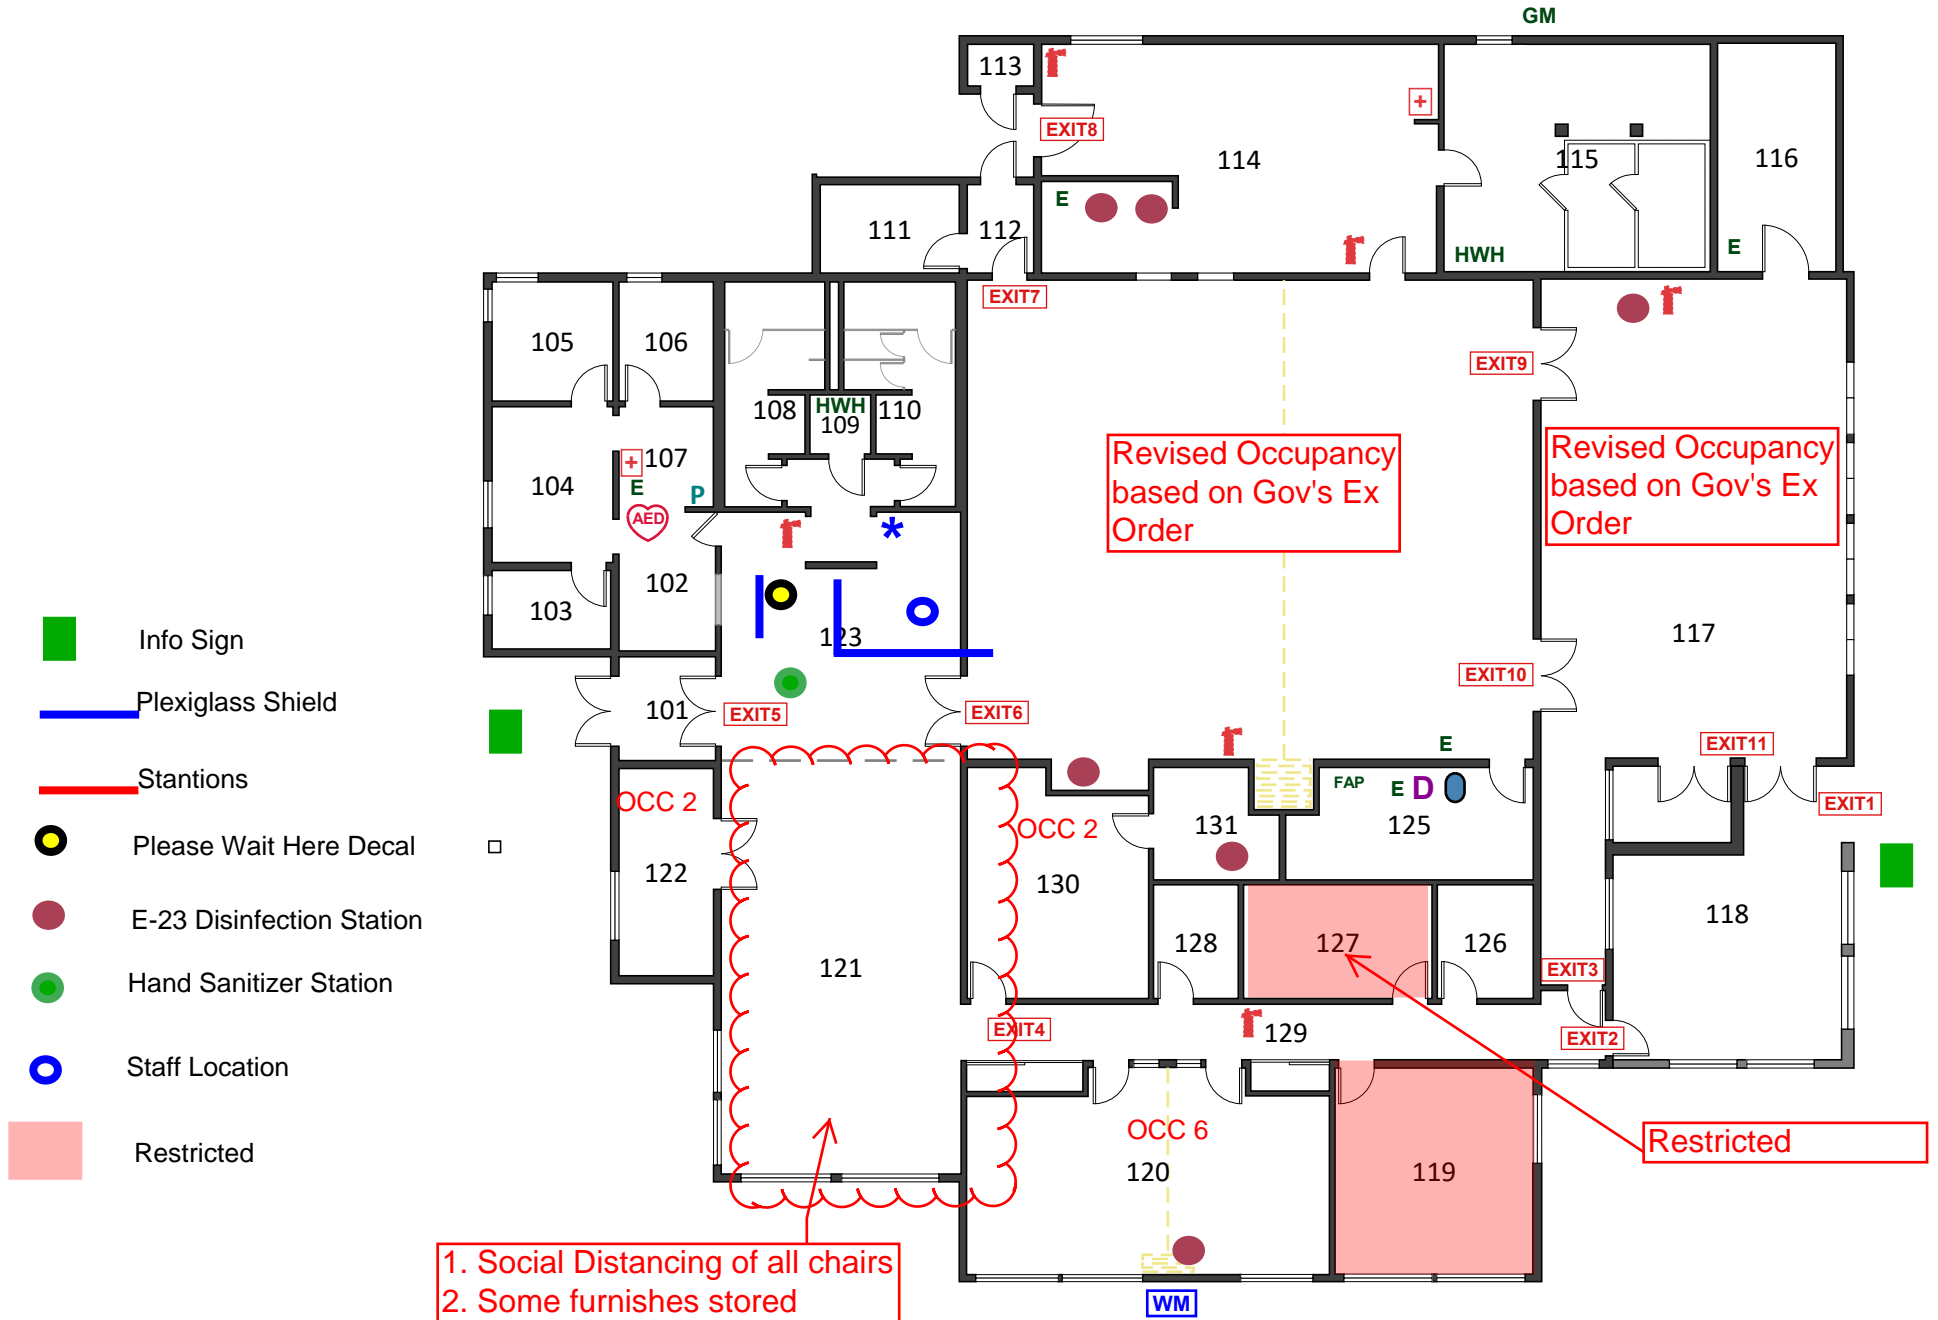 GM
113
EXIT8
114
115
116
E
111
112
HWH
E
EXIT7
105
106
EXIT9
108
HWH
109
110
Revised Occupancy
based on Gov's Ex
Order
Revised Occupancy
based on Gov's Ex
Order
107
104
E
P
AED
*
102
103
123
117
Info Sign
Plexiglass Shield
Stantions
Please Wait Here Decal
E-23 Disinfection Station
Hand Sanitizer Station
Staff Location
Restricted
101
EXIT5
EXIT6
EXIT10
E
EXIT11
EXIT1
OCC 2
122
OCC 2
130
131
FAP
E
D
125
121
128
127
126
118
EXIT3
EXIT4
129
EXIT2
OCC 6
120
119
Restricted
1. Social Distancing of all chairs
2. Some furnishes stored
WM